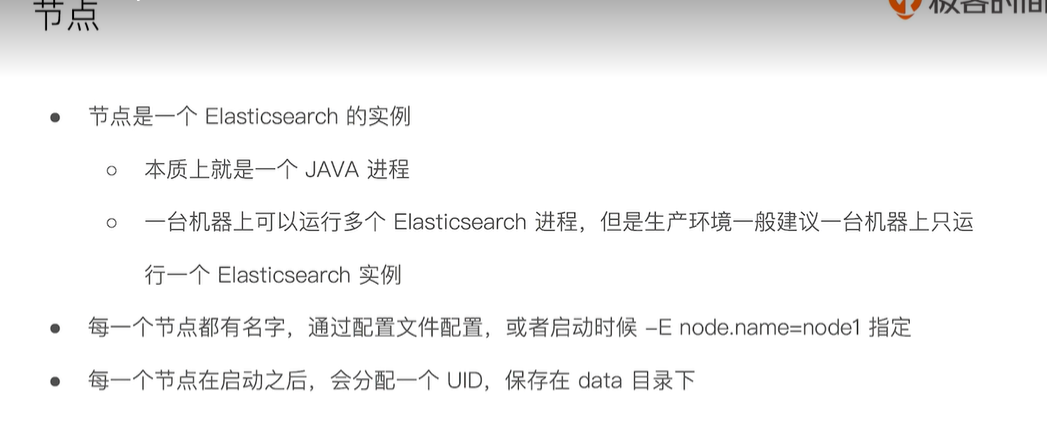 节点
极客时间
● 节点是一个 Elasticsearch 的实例
○ 本质上就是一个 JAVA 进程
○ 一台机器上可以运行多个 Elasticsearch 进程，但是生产环境一般建议一台机器上只运
行一个 Elasticsearch 实例
● 每一个节点都有名字，通过配置文件配置，或者启动时候 –E node.name=node1 指定
● 每一个节点在启动之后，会分配一个 UID，保存在 data 目录下